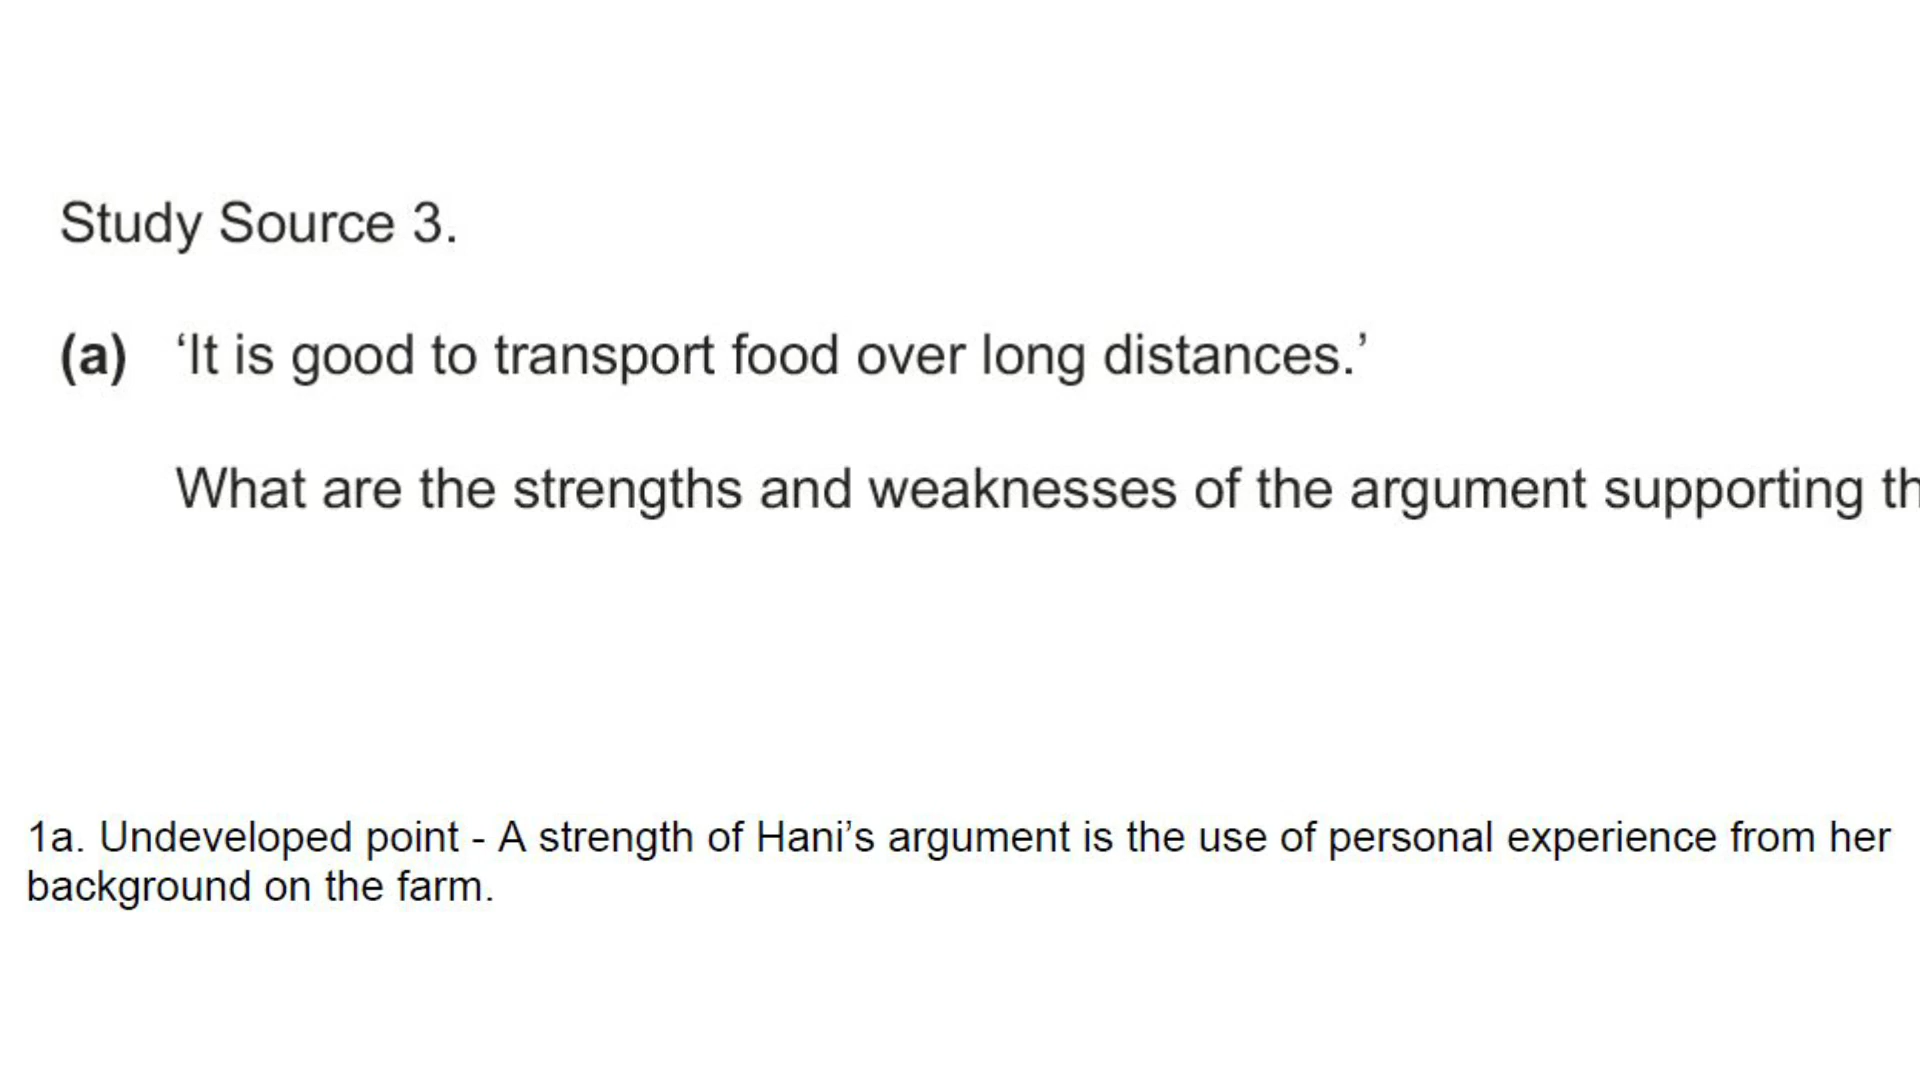 Study Source 3.
(a) ‘It is good to transport food over long distances.’
What are the strengths and weaknesses of the argument supporting th
1a. Undeveloped point - A strength of Hani’s argument is the use of personal experience from her
background on the farm.